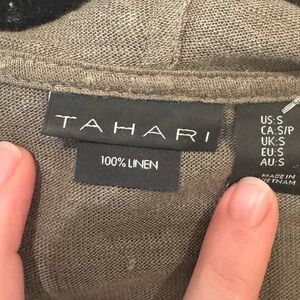 TAHARI
100% LINEN
US:S
CA:S/P
UK:S
EU:S
AU:S
MADE IN
VIETNAM